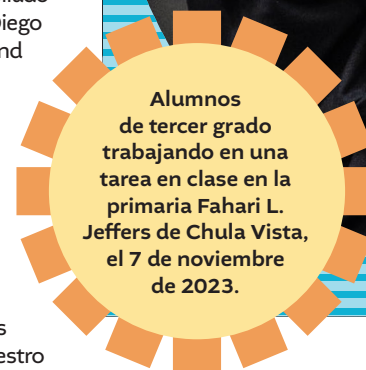 Diego
Alumnos
de tercer grado
trabajando en una
tarea en clase en la
primaria Fahari L.
Jeffers de Chula Vista,
el 7 de noviembre
de 2023.